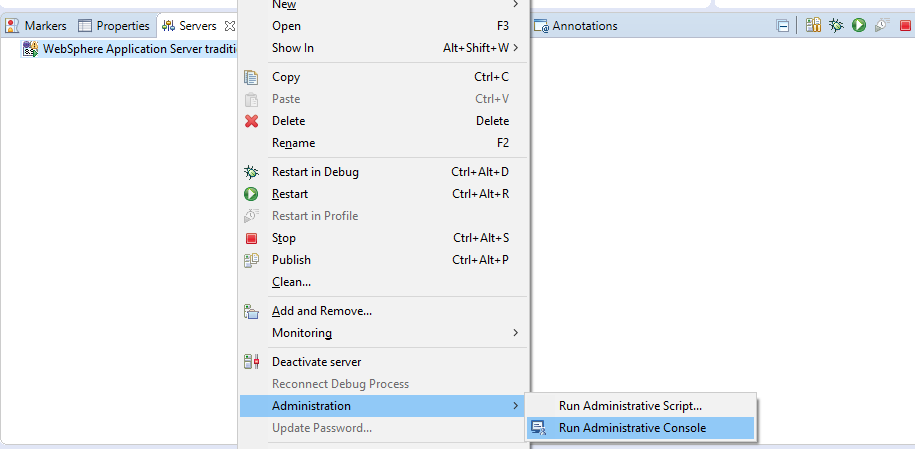 New
Open F3
Show In Alt+Shift+W
Markers Properties Servers Annotations
WebSphere Application Server traditi
Copy Ctrl+C
Paste Ctrl+V
Delete Delete
Rename F2
Restart in Debug Ctrl+Alt+D
Restart Ctrl+Alt+R
Restart in Profile
Stop Ctrl+Alt+S
Publish Ctrl+Alt+P
Clean...
Add and Remove...
Monitoring
Deactivate server
Reconnect Debug Process
Administration
Run Administrative Script...
Update Password...
Run Administrative Console